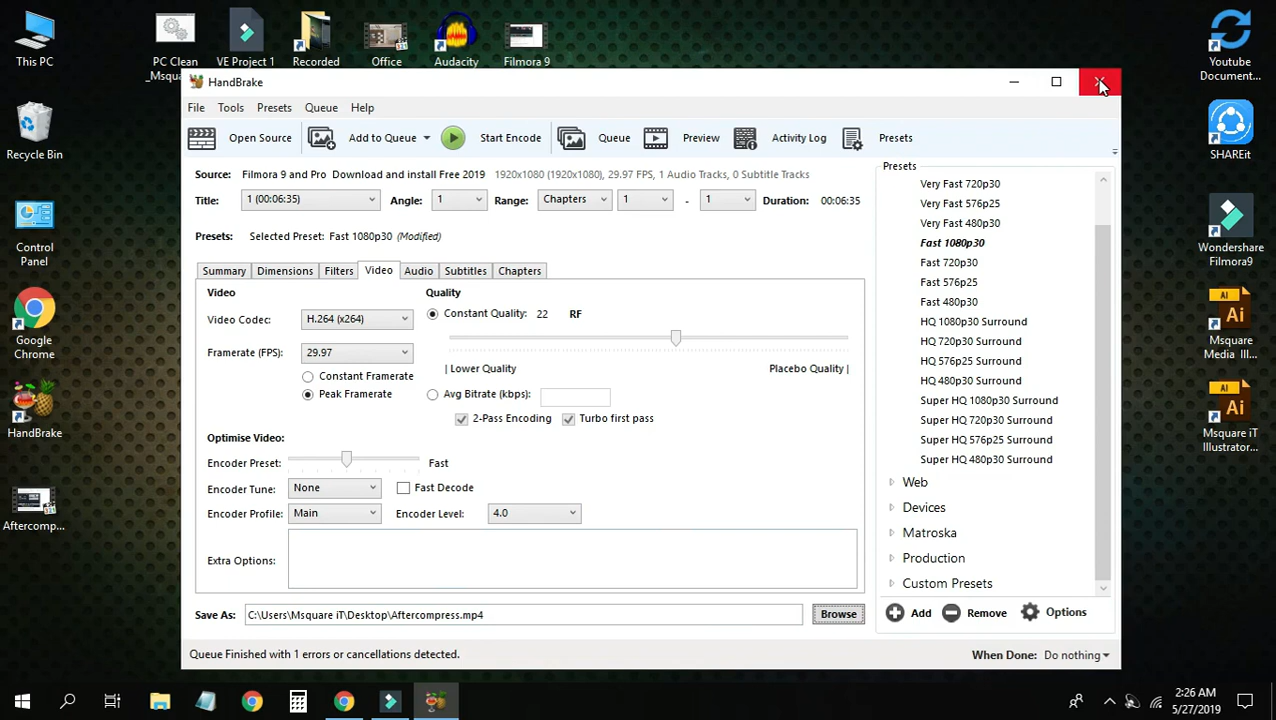 This PC
PC Clean
_Msqua...
VE Project 1
Recorded
Office
Audacity
Filmora 9
Youtube
Document...
Recycle Bin
SHAREit
Control
Panel
Wondershare
Filmora9
Google
Chrome
Ai
Msquare
Media Ill...
HandBrake
Ai
Msquare iT
Illustrator...
Aftercomp...
HandBrake
File Tools Presets Queue Help
Open Source Add to Queue Start Encode Queue Preview Activity Log Presets
Source: Filmora 9 and Pro Download and install Free 2019 1920x1080 (1920x1080), 29.97 FPS, 1 Audio Tracks, 0 Subtitle Tracks
Title: 1 (00:06:35) Angle: 1 Range: Chapters 1 - 1 Duration: 00:06:35
Presets: Selected Preset: Fast 1080p30 (Modified)
Summary Dimensions Filters Video Audio Subtitles Chapters
Video
Video Codec: H.264 (x264)
Framerate (FPS): 29.97
Constant Framerate
Peak Framerate
Quality
Constant Quality: 22 RF
| Lower Quality Placebo Quality |
Avg Bitrate (kbps):
2-Pass Encoding Turbo first pass
Optimise Video:
Encoder Preset: Fast
Encoder Tune: None Fast Decode
Encoder Profile: Main Encoder Level: 4.0
Extra Options:
Save As: C:\Users\Msquare iT\Desktop\Aftercompress.mp4 Browse
Presets
Very Fast 720p30
Very Fast 576p25
Very Fast 480p30
Fast 1080p30
Fast 720p30
Fast 576p25
Fast 480p30
HQ 1080p30 Surround
HQ 720p30 Surround
HQ 576p25 Surround
HQ 480p30 Surround
Super HQ 1080p30 Surround
Super HQ 720p30 Surround
Super HQ 576p25 Surround
Super HQ 480p30 Surround
Web
Devices
Matroska
Production
Custom Presets
Add Remove Options
Queue Finished with 1 errors or cancellations detected. When Done: Do nothing
2:26 AM
5/27/2019